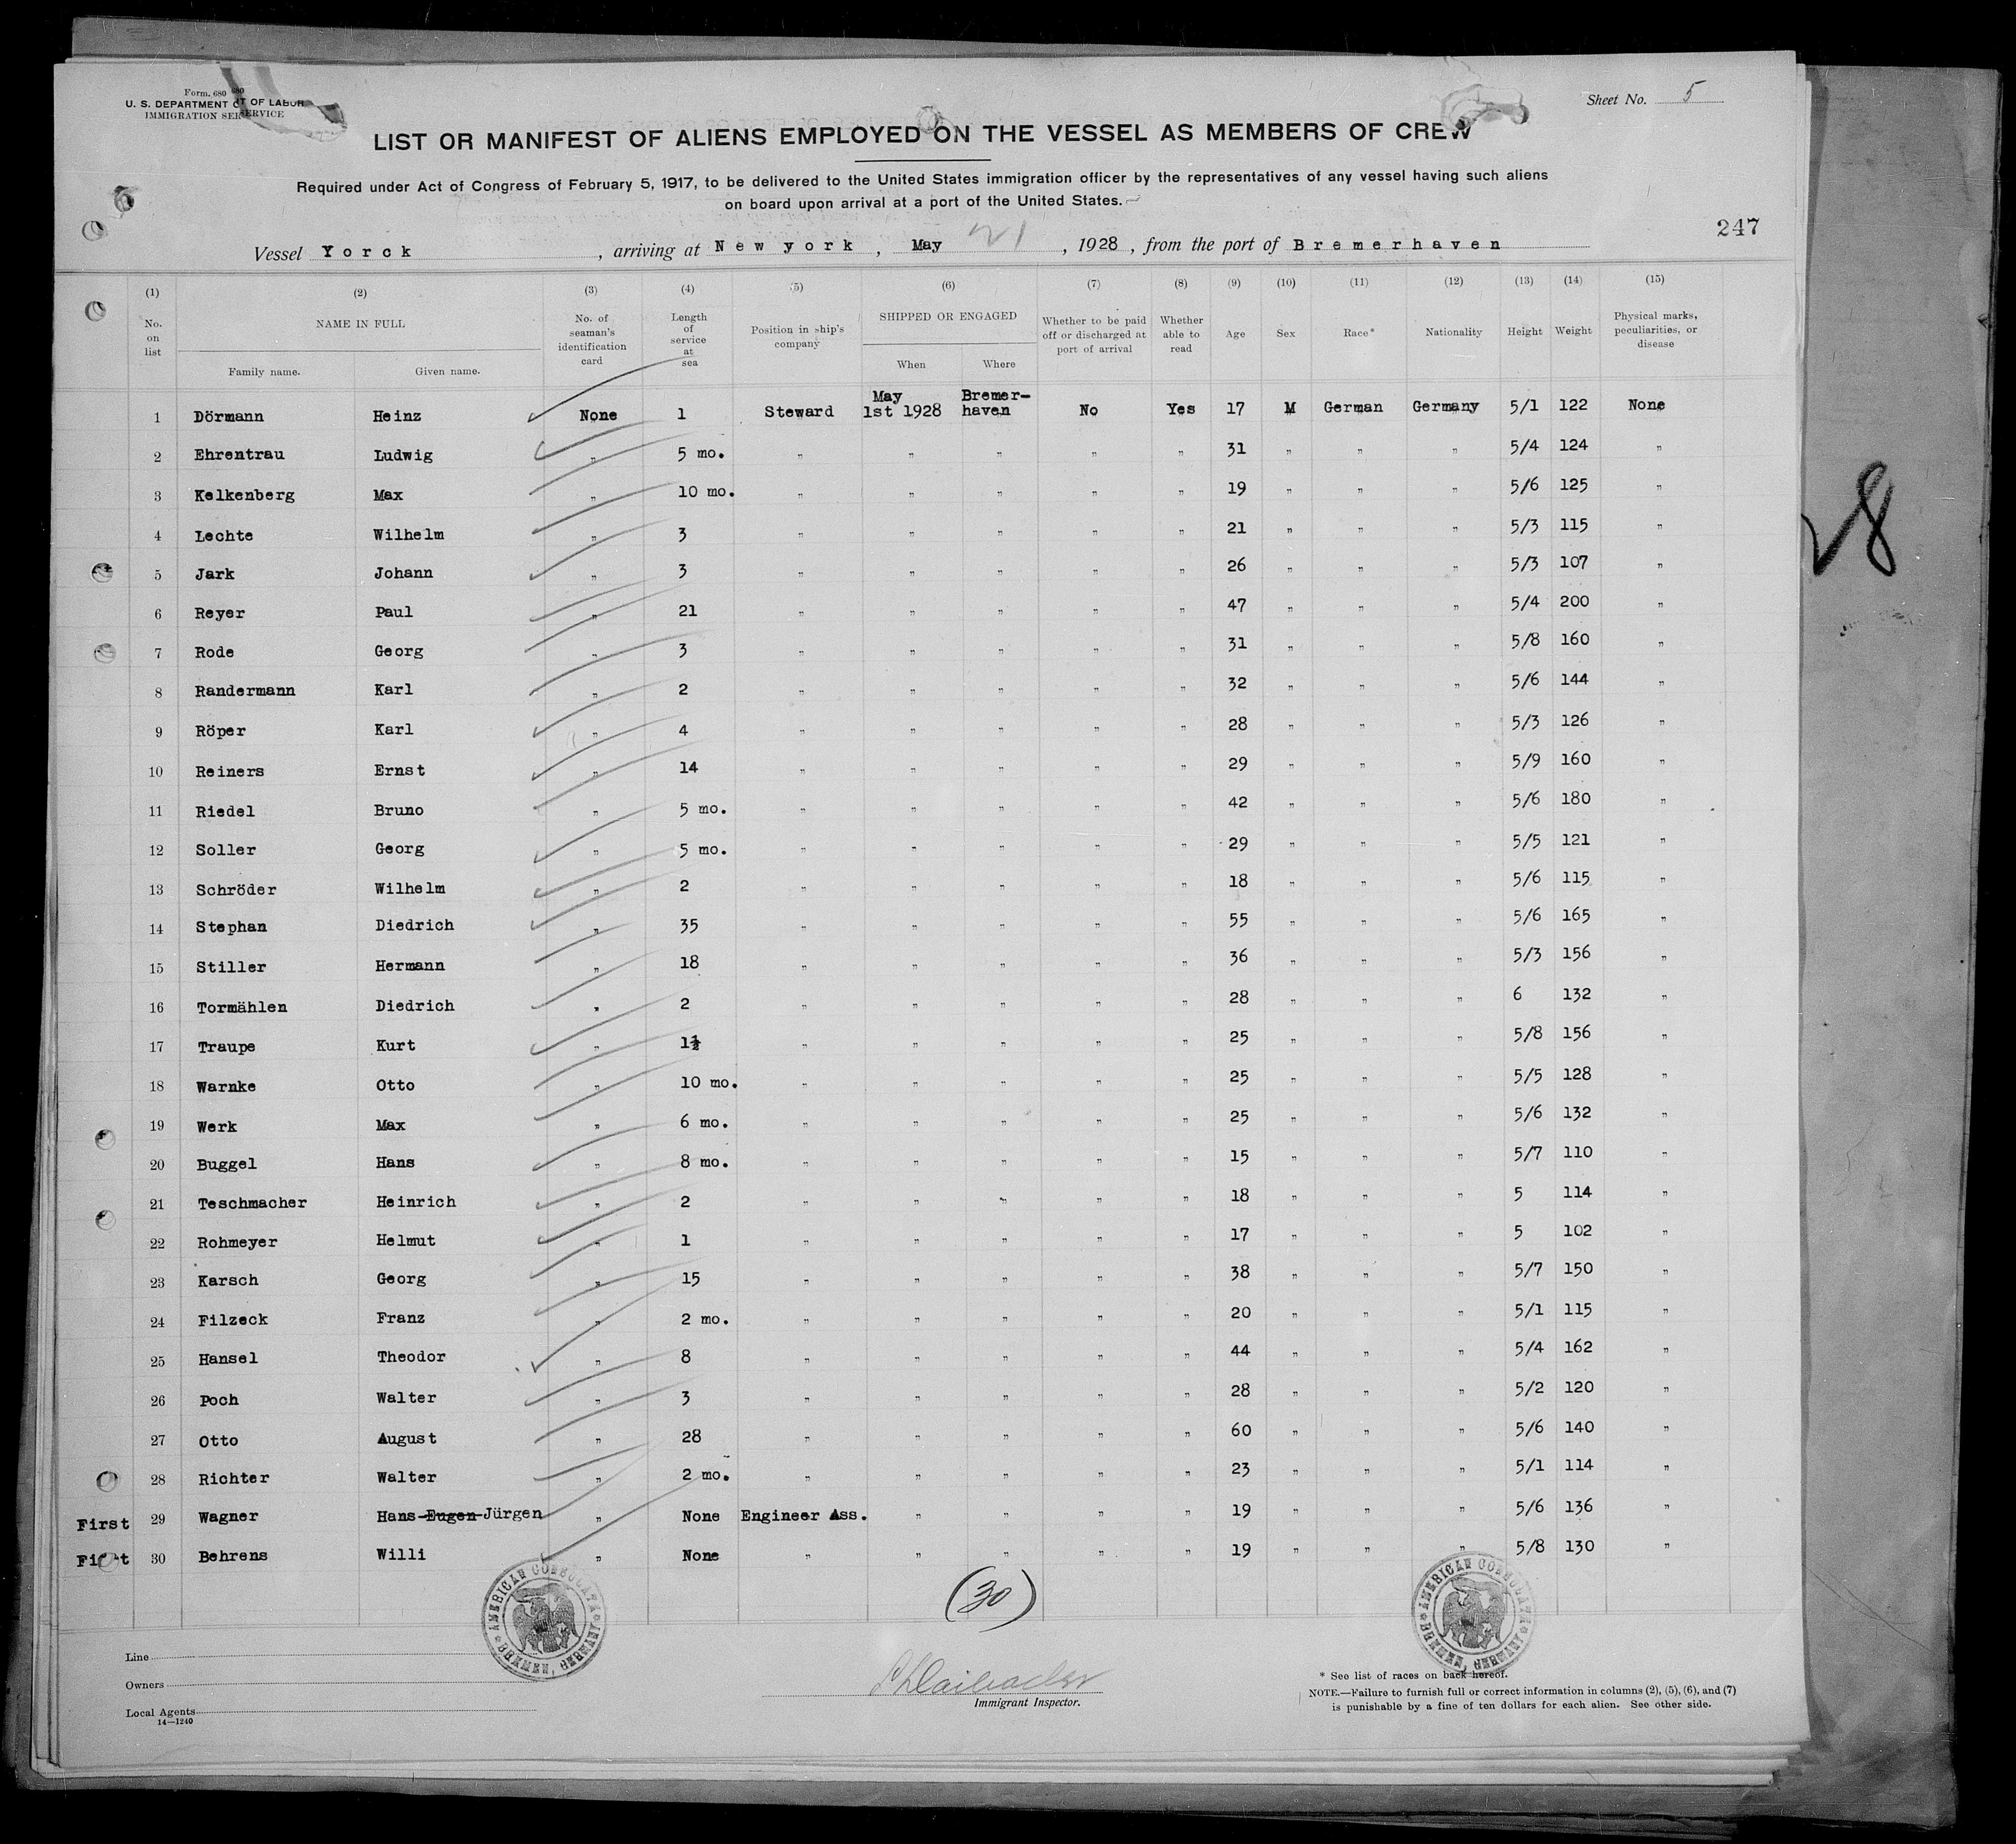 Form. 680 680
U. S. DEPARTMENT OF LABOR
IMMIGRATION SERVICE
Sheet No. 5
LIST OR MANIFEST OF ALIENS EMPLOYED ON THE VESSEL AS MEMBERS OF CREW
Required under Act of Congress of February 5, 1917, to be delivered to the United States immigration officer by the representatives of any vessel having such aliens
on board upon arrival at a port of the United States.
247
Vessel Yorck, arriving at New york, May 21, 1928, from the port of Bremerhaven
(1) (2) (3) (4) (5) (6) (7) (8) (9) (10) (11) (12) (13) (14) (15)
No. on list NAME IN FULL Family name. Given name. No. of seaman's identification card Length of service at sea Position in ship's company SHIPPED OR ENGAGED When Where Whether to be paid off or discharged at port of arrival Whether able to read Age Sex Race* Nationality Height Weight Physical marks, peculiarities, or disease
1 Dörmann Heinz None 1 Steward May 1st 1928 Bremer-haven No Yes 17 M German Germany 5/1 122 None
2 Ehrentrau Ludwig " 5 mo. " " " " " 31 " " " 5/4 124 "
3 Kelkenberg Max " 10 mo. " " " " " 19 " " " 5/6 125 "
4 Lechte Wilhelm " 3 " " " " " 21 " " " 5/3 115 "
5 Jark Johann " 3 " " " " " 26 " " " 5/3 107 "
6 Reyer Paul " 21 " " " " " 47 " " " 5/4 200 "
7 Rode Georg " 3 " " " " " 31 " " " 5/8 160 "
8 Randermann Karl " 2 " " " " " 32 " " " 5/6 144 "
9 Röper Karl " 4 " " " " " 28 " " " 5/3 126 "
10 Reiners Ernst " 14 " " " " " 29 " " " 5/9 160 "
11 Riedel Bruno " 5 mo. " " " " " 42 " " " 5/6 180 "
12 Soller Georg " 5 mo. " " " " " 29 " " " 5/5 121 "
13 Schröder Wilhelm " 2 " " " " " 18 " " " 5/6 115 "
14 Stephan Diedrich " 35 " " " " " 55 " " " 5/6 165 "
15 Stiller Hermann " 18 " " " " " 36 " " " 5/3 156 "
16 Tormählen Diedrich " 2 " " " " " 28 " " " 6 132 "
17 Traupe Kurt " 1½ " " " " " 25 " " " 5/8 156 "
18 Warnke Otto " 10 mo. " " " " " 25 " " " 5/5 128 "
19 Werk Max " 6 mo. " " " " " 25 " " " 5/6 132 "
20 Buggel Hans " 8 mo. " " " " " 15 " " " 5/7 110 "
21 Teschmacher Heinrich " 2 " " " " " 18 " " " 5 114 "
22 Rohmeyer Helmut " 1 " " " " " 17 " " " 5 102 "
23 Karsch Georg " 15 " " " " " 38 " " " 5/7 150 "
24 Filzeck Franz " 2 mo. " " " " " 20 " " " 5/1 115 "
25 Hansel Theodor " 8 " " " " " 44 " " " 5/4 162 "
26 Poch Walter " 3 " " " " " 28 " " " 5/2 120 "
27 Otto August " 28 " " " " " 60 " " " 5/6 140 "
28 Richter Walter " 2 mo. " " " " " 23 " " " 5/1 114 "
First 29 Wagner Hans-Eugen-Jürgen " None Engineer Ass. " " " " 19 " " " 5/6 136 "
First 30 Behrens Willi " None " " " " " 19 " " " 5/8 130 "
(30)
AMERICAN CONSULATE BREMEN, GERMANY
AMERICAN CONSULATE BREMEN, GERMANY
Line
Owners
Local Agents
14—1240
Immigrant Inspector.
* See list of races on back hereof.
NOTE.—Failure to furnish full or correct information in columns (2), (5), (6), and (7)
is punishable by a fine of ten dollars for each alien. See other side.
28